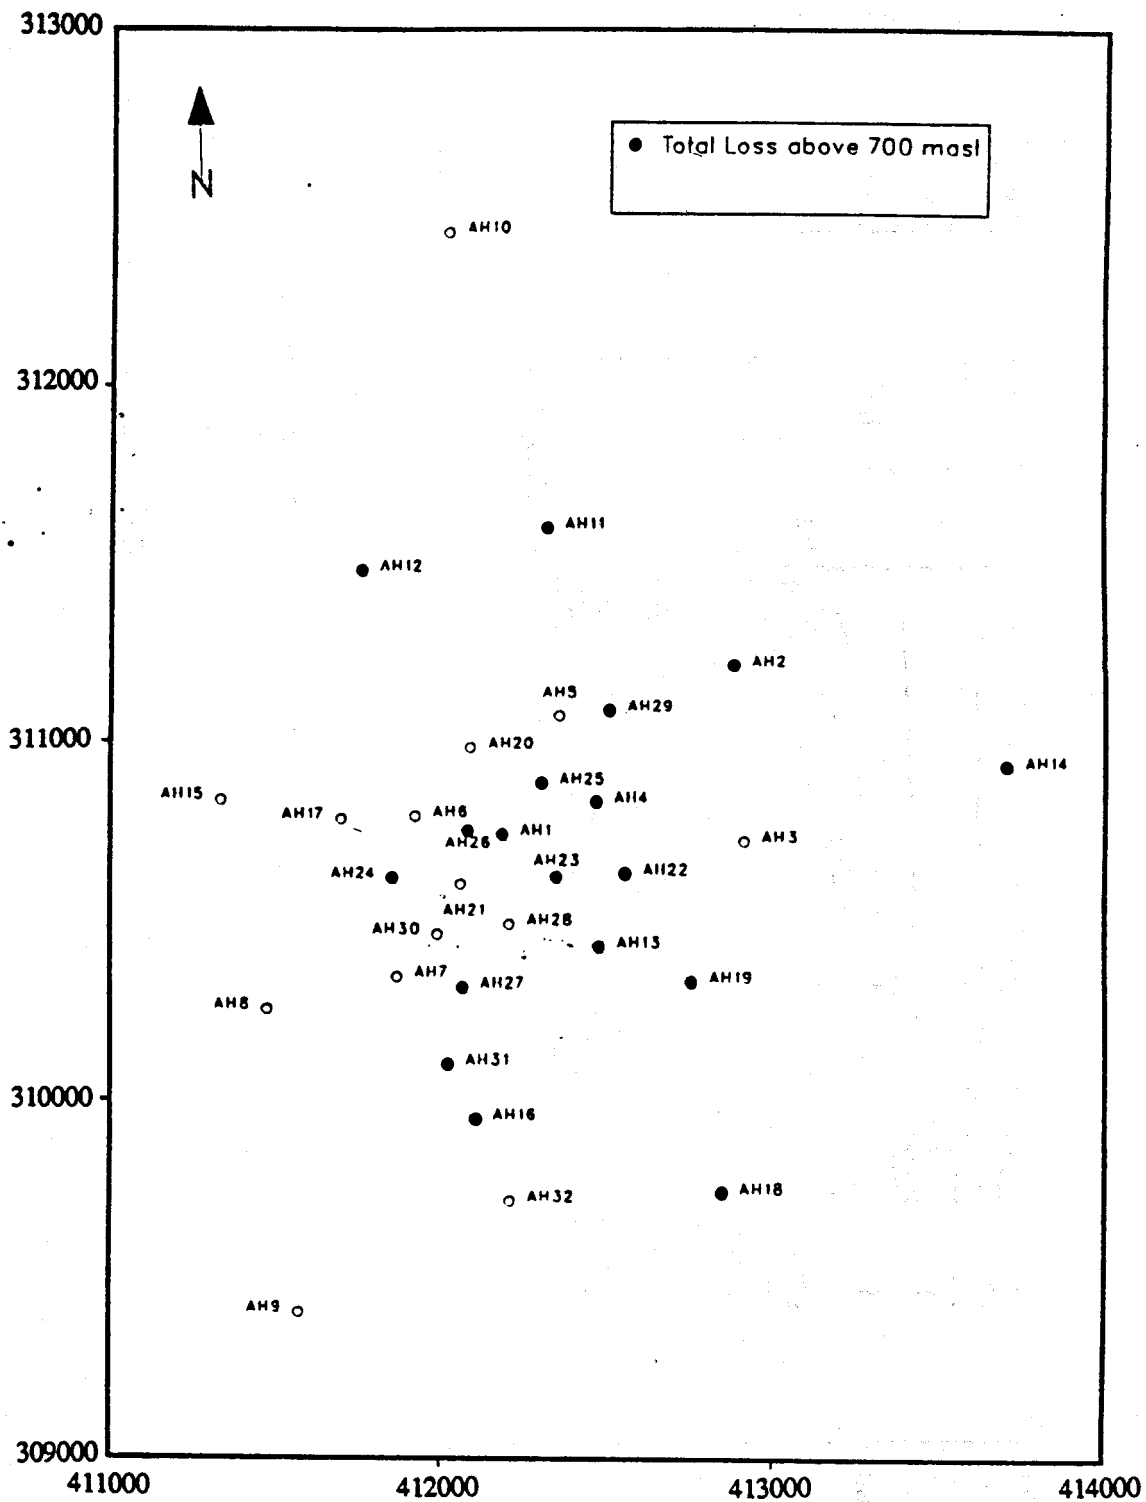 313000
N
● Total Loss above 700 masl
AH10
312000
AH11
AH12
AH2
AH5
AH29
311000
AH20
AH14
AH25
AH15
AH4
AH17
AH6
AH1
AH3
AH26
AH23
AH24
AH22
AH21
AH28
AH30
AH13
AH7
AH19
AH27
AH8
AH31
310000
AH16
AH18
AH32
AH9
309000
411000
412000
413000
414000